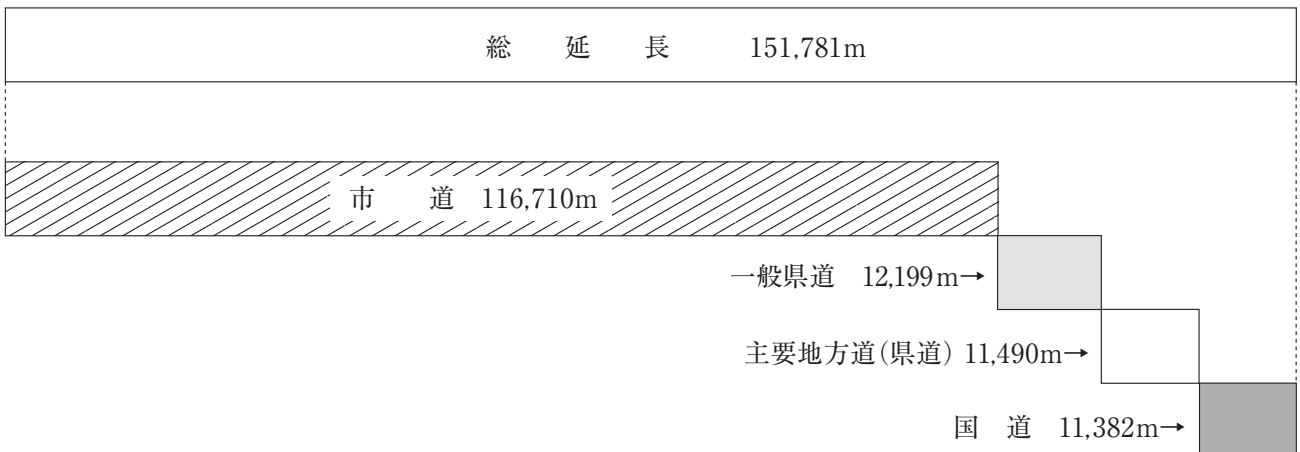 総　延　長　151,781m
市　道　116,710m
一般県道　12,199m→
主要地方道(県道) 11,490m→
国　道　11,382m→